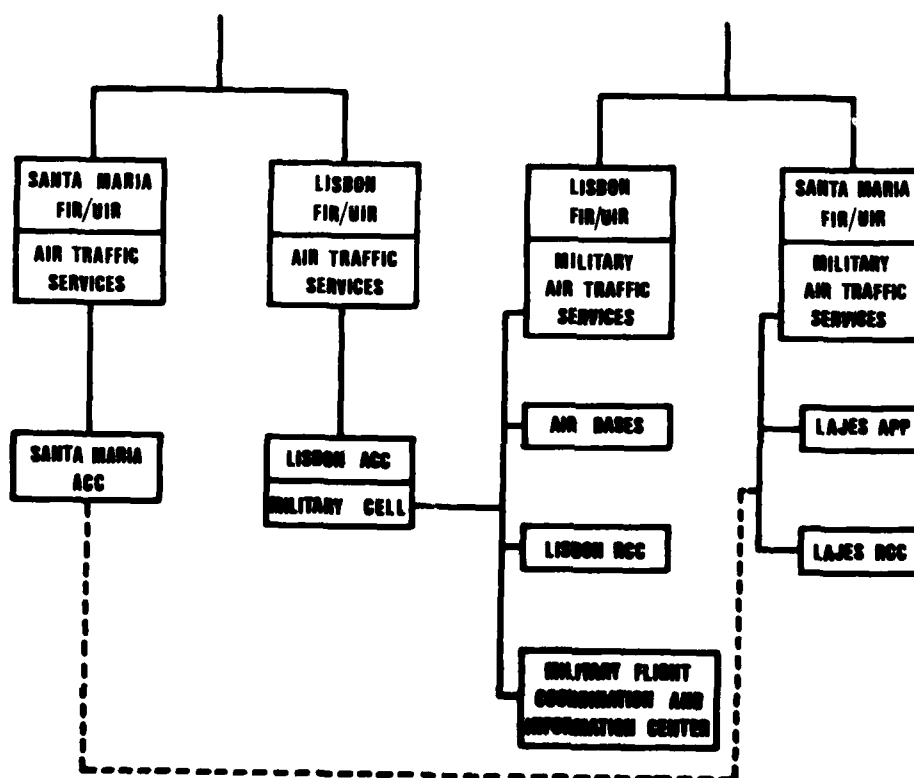 SANTA MARIA
FIR/UIR
AIR TRAFFIC
SERVICES
LISBON
FIR/UIR
AIR TRAFFIC
SERVICES
LISBON
FIR/UIR
MILITARY
AIR TRAFFIC
SERVICES
SANTA MARIA
FIR/UIR
MILITARY
AIR TRAFFIC
SERVICES
SANTA MARIA
ACC
LISBON ACC
MILITARY CELL
AIR BASES
LISBON RCC
MILITARY FLIGHT
COORDINATION AND
INFORMATION CENTER
LAJES APP
LAJES RCC